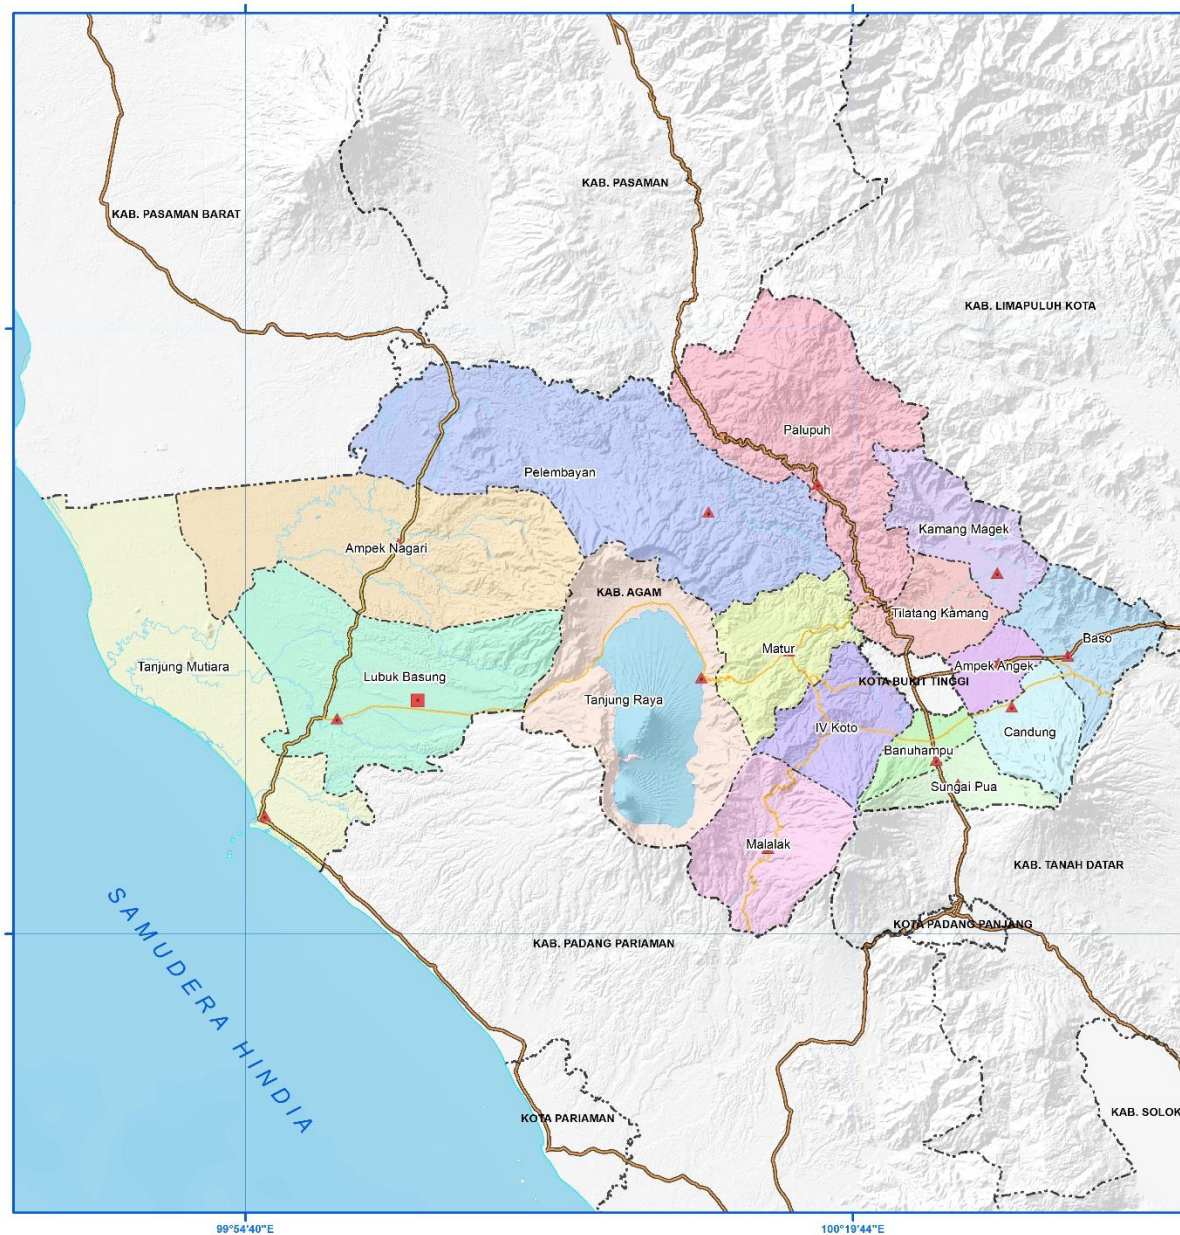 KAB. PASAMAN
KAB. PASAMAN BARAT
KAB. LIMAPULUH KOTA
Palupuh
Pelembayan
Kamang Magek
Ampek Nagari
KAB. AGAM
Tilatang Kamang
Baso
Matur
Tanjung Mutiara
Ampek Angek
Lubuk Basung
KOTA BUKIT TINGGI
Tanjung Raya
IV Koto
Candung
Banuhampu
Sungai Pua
Malalak
KAB. TANAH DATAR
KOTA PADANG PANJANG
KAB. PADANG PARIAMAN
SAMUDERA HINDIA
KOTA PARIAMAN
KAB. SOLOK
99°54'40"E
100°19'44"E